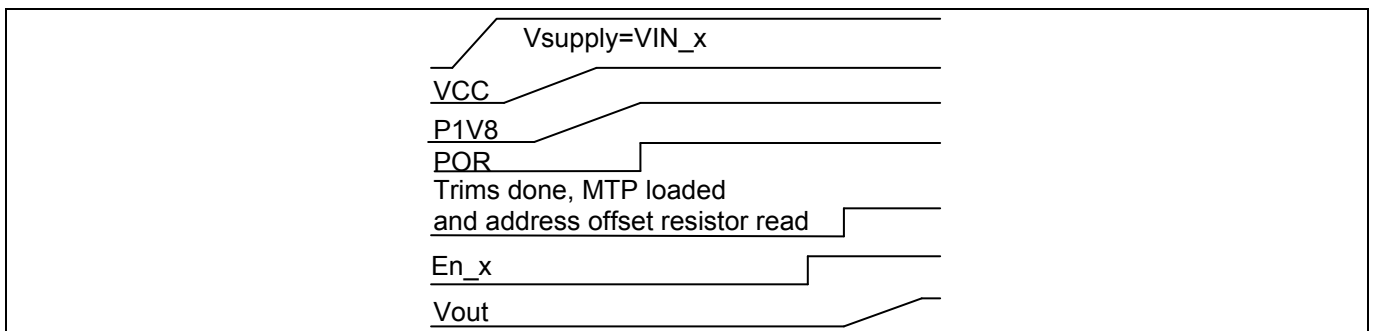 Vsupply=VIN_x
VCC
P1V8
POR
Trims done, MTP loaded
and address offset resistor read
En_x
Vout